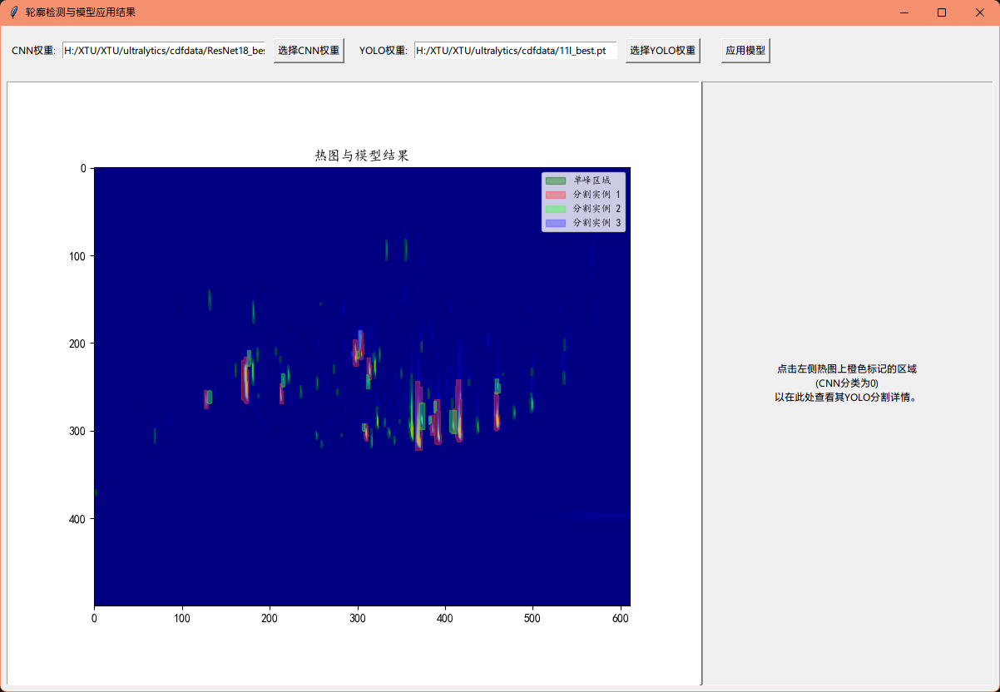 轮廓检测与模型应用结果
CNN权重: H:/XTU/XTU/ultralytics/cdfdata/ResNet18_bes 选择CNN权重 YOLO权重: H:/XTU/XTU/ultralytics/cdfdata/11l_best.pt 选择YOLO权重 应用模型
热图与模型结果
单峰区域
分割实例 1
分割实例 2
分割实例 3
0
100
200
300
400
0 100 200 300 400 500 600
点击左侧热图上橙色标记的区域
(CNN分类为0)
以在此处查看其YOLO分割详情。